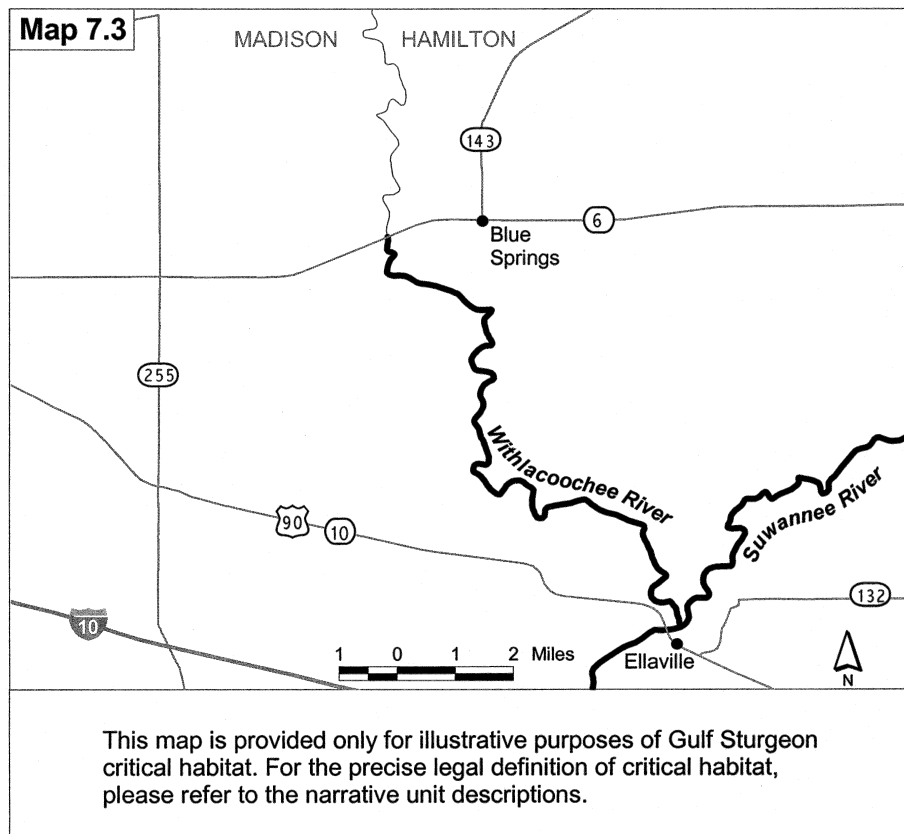 Map 7.3
MADISON
HAMILTON
143
6
Blue
Springs
255
Withlacoochee River
Suwannee River
90
10
132
10
1 0 1 2 Miles
Ellaville
N
This map is provided only for illustrative purposes of Gulf Sturgeon
critical habitat. For the precise legal definition of critical habitat,
please refer to the narrative unit descriptions.